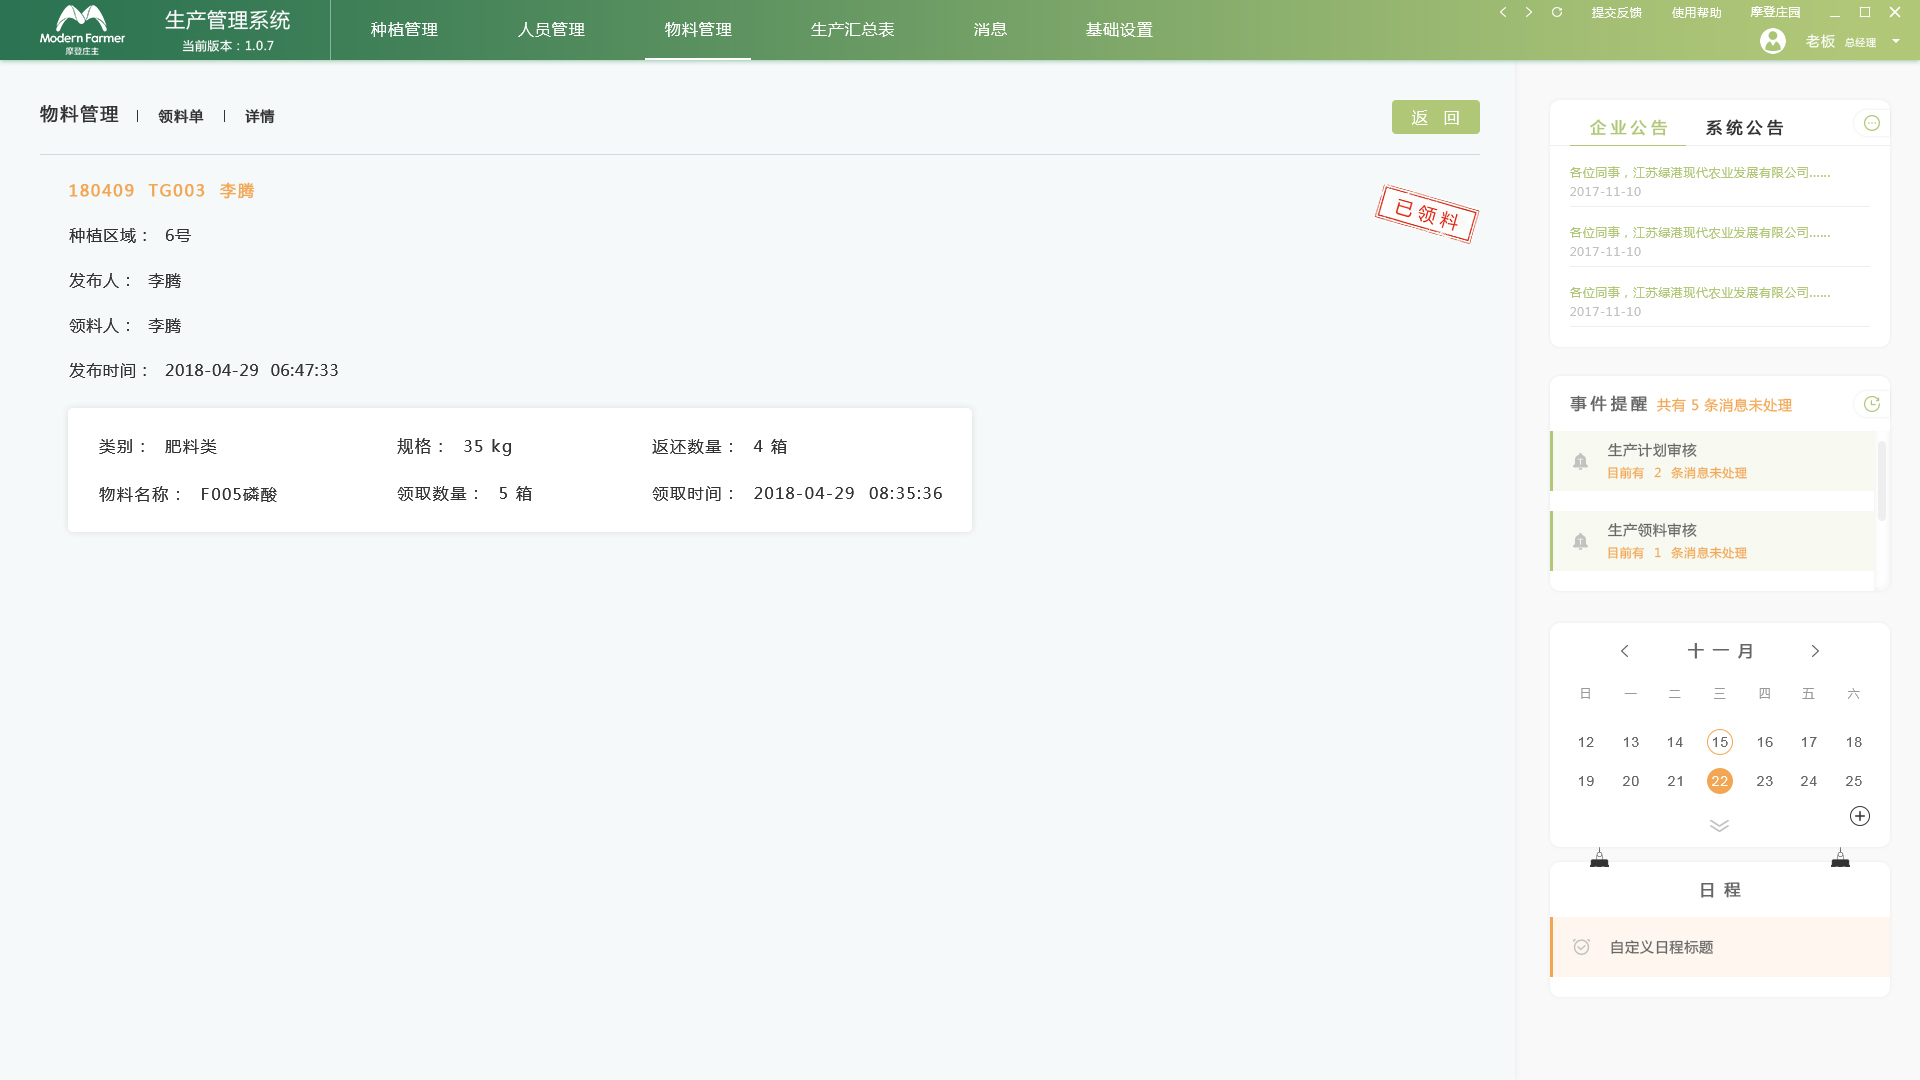 Modern Farmer
摩登庄主
生产管理系统
当前版本：1.0.7
种植管理
人员管理
物料管理
生产汇总表
消息
基础设置
提交反馈
使用帮助
摩登庄园
老板 总经理
物料管理 | 领料单 | 详情
返 回
180409 TG003 李腾
已领料
种植区域： 6号
发布人： 李腾
领料人： 李腾
发布时间： 2018-04-29 06:47:33
类别： 肥料类
规格： 35 kg
返还数量： 4 箱
物料名称： F005磷酸
领取数量： 5 箱
领取时间： 2018-04-29 08:35:36
企业公告 系统公告
各位同事，江苏绿港现代农业发展有限公司......
2017-11-10
各位同事，江苏绿港现代农业发展有限公司......
2017-11-10
各位同事，江苏绿港现代农业发展有限公司......
2017-11-10
事件提醒 共有 5 条消息未处理
生产计划审核
目前有 2 条消息未处理
生产领料审核
目前有 1 条消息未处理
十一月
日 一 二 三 四 五 六
12 13 14 15 16 17 18
19 20 21 22 23 24 25
日 程
自定义日程标题